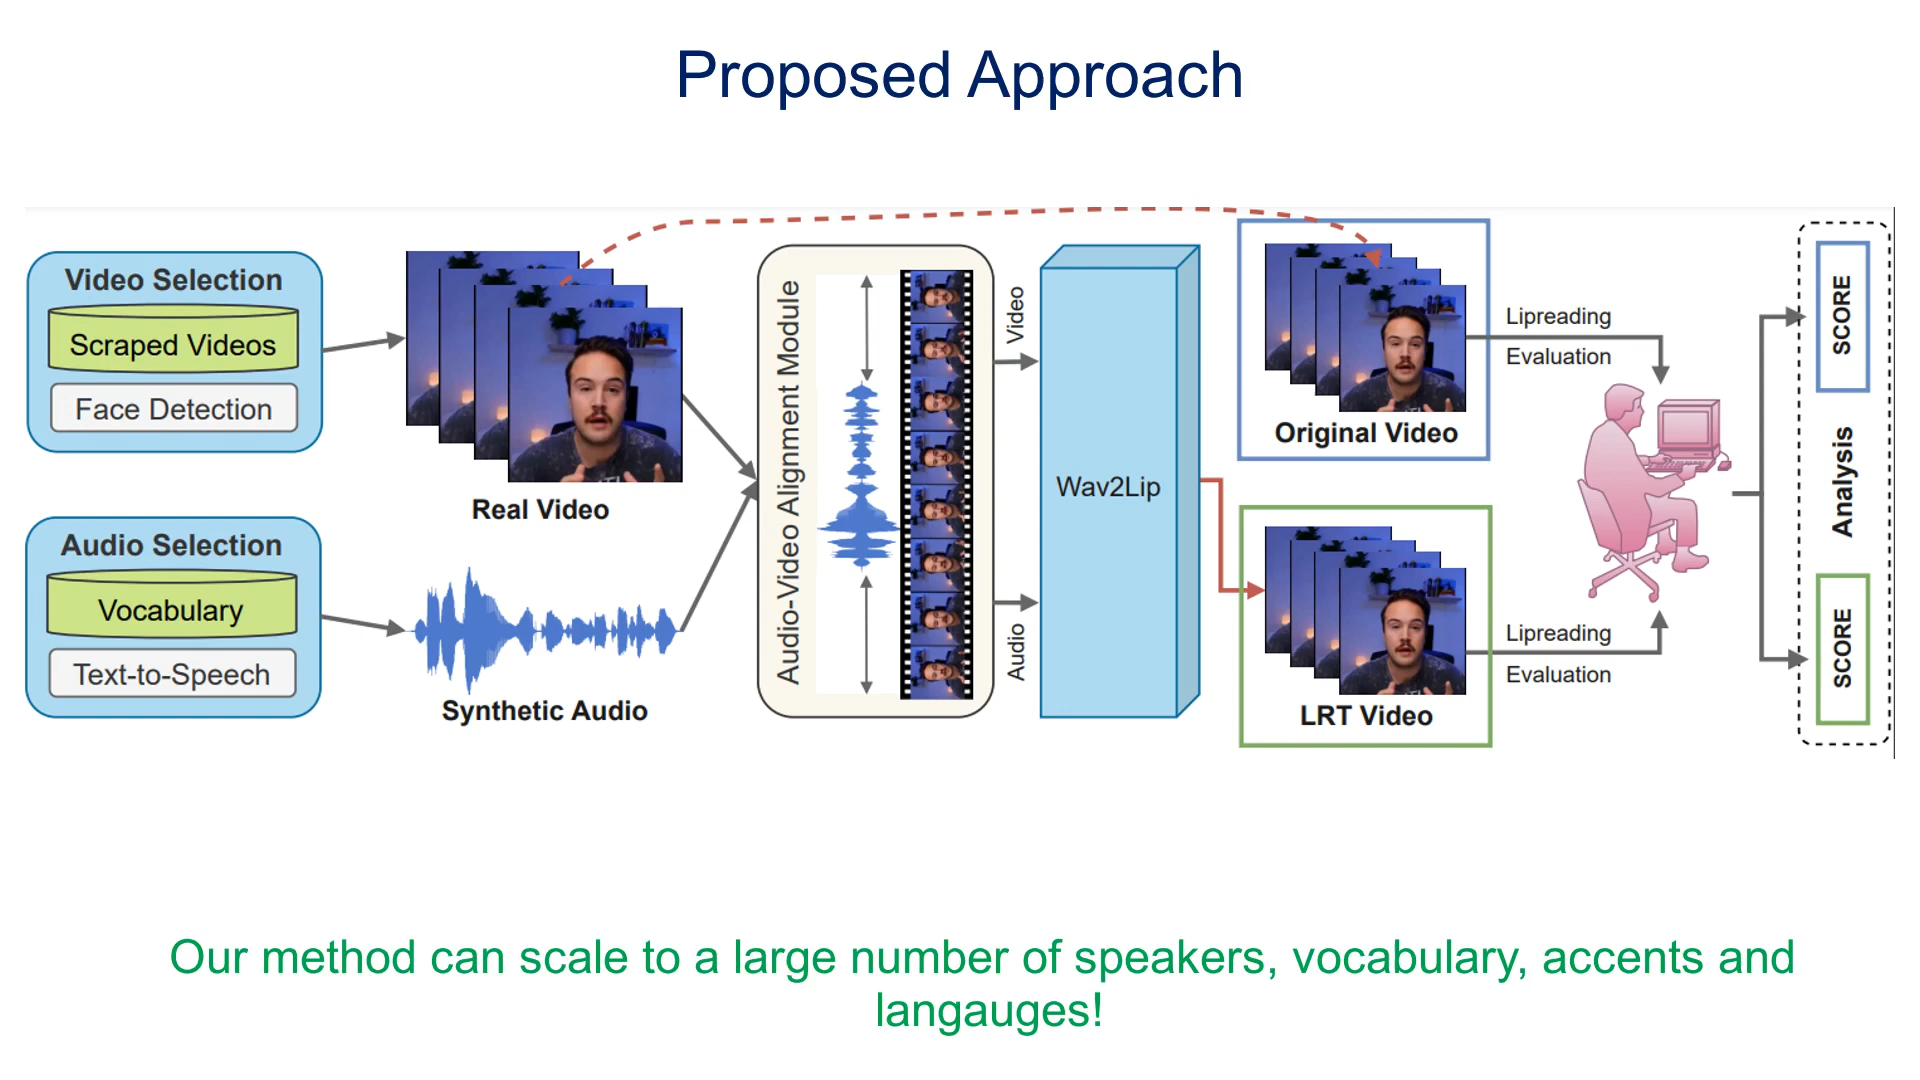 Proposed Approach
Video Selection
Scraped Videos
Face Detection
Real Video
Audio Selection
Vocabulary
Text-to-Speech
Synthetic Audio
Audio-Video Alignment Module
Video
Audio
Wav2Lip
Original Video
LRT Video
Lipreading
Evaluation
Lipreading
Evaluation
SCORE
Analysis
SCORE
Our method can scale to a large number of speakers, vocabulary, accents and
langauges!